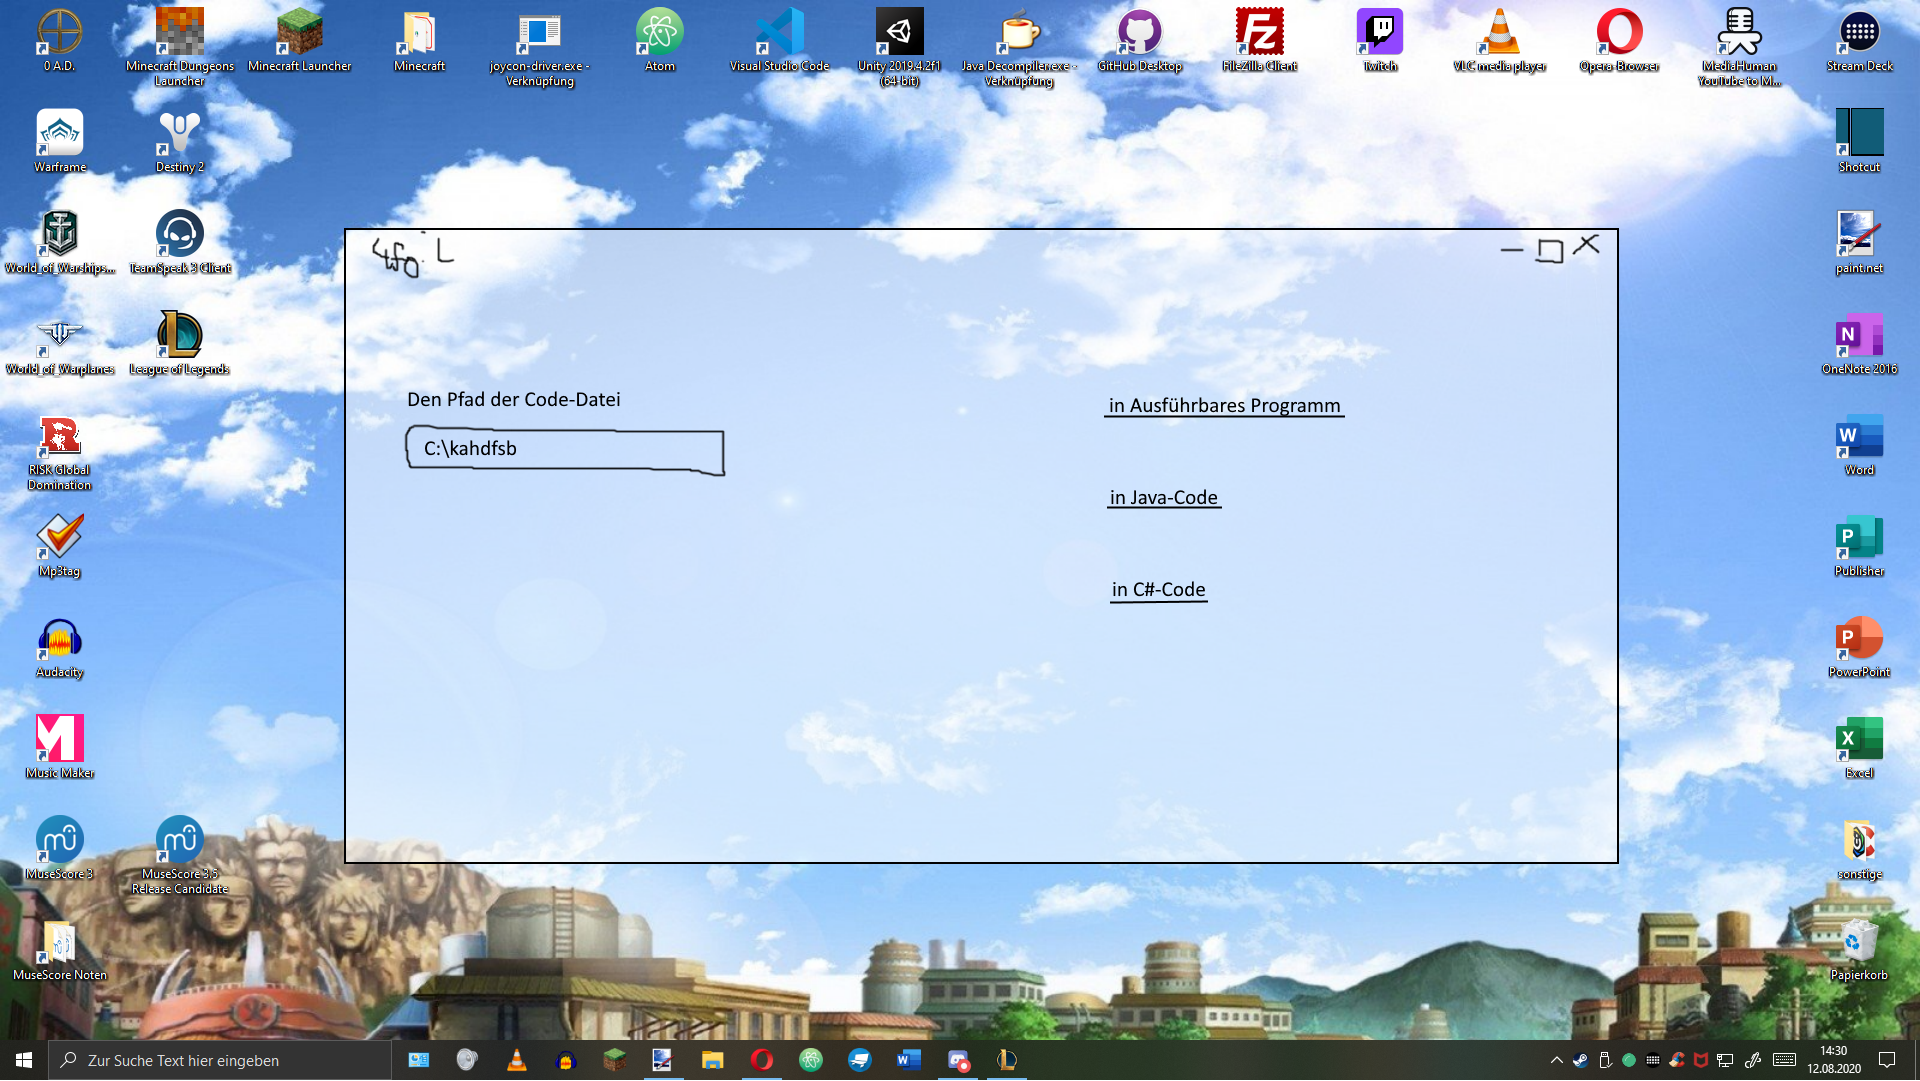 0 A.D.
Minecraft Dungeons
Launcher
Minecraft Launcher
Minecraft
joycon-driver.exe -
Verknüpfung
Atom
Visual Studio Code
Unity 2019.4.2f1
(64-bit)
Java Decompiler.exe -
Verknüpfung
GitHub Desktop
FileZilla Client
Twitch
VLC media player
Opera-Browser
MediaHuman
YouTube to M...
Stream Deck
Warframe
Destiny 2
Shotcut
World_of_Warships...
TeamSpeak 3 Client
paint.net
World_of_Warplanes
League of Legends
OneNote 2016
RISK Global
Domination
Word
Mp3tag
Publisher
Audacity
PowerPoint
Music Maker
Excel
MuseScore 3
MuseScore 3.5
Release Candidate
sonstige
MuseScore Noten
Papierkorb
Den Pfad der Code-Datei
C:\kahdfsb
in Ausführbares Programm
in Java-Code
in C#-Code
Zur Suche Text hier eingeben
14:30
12.08.2020